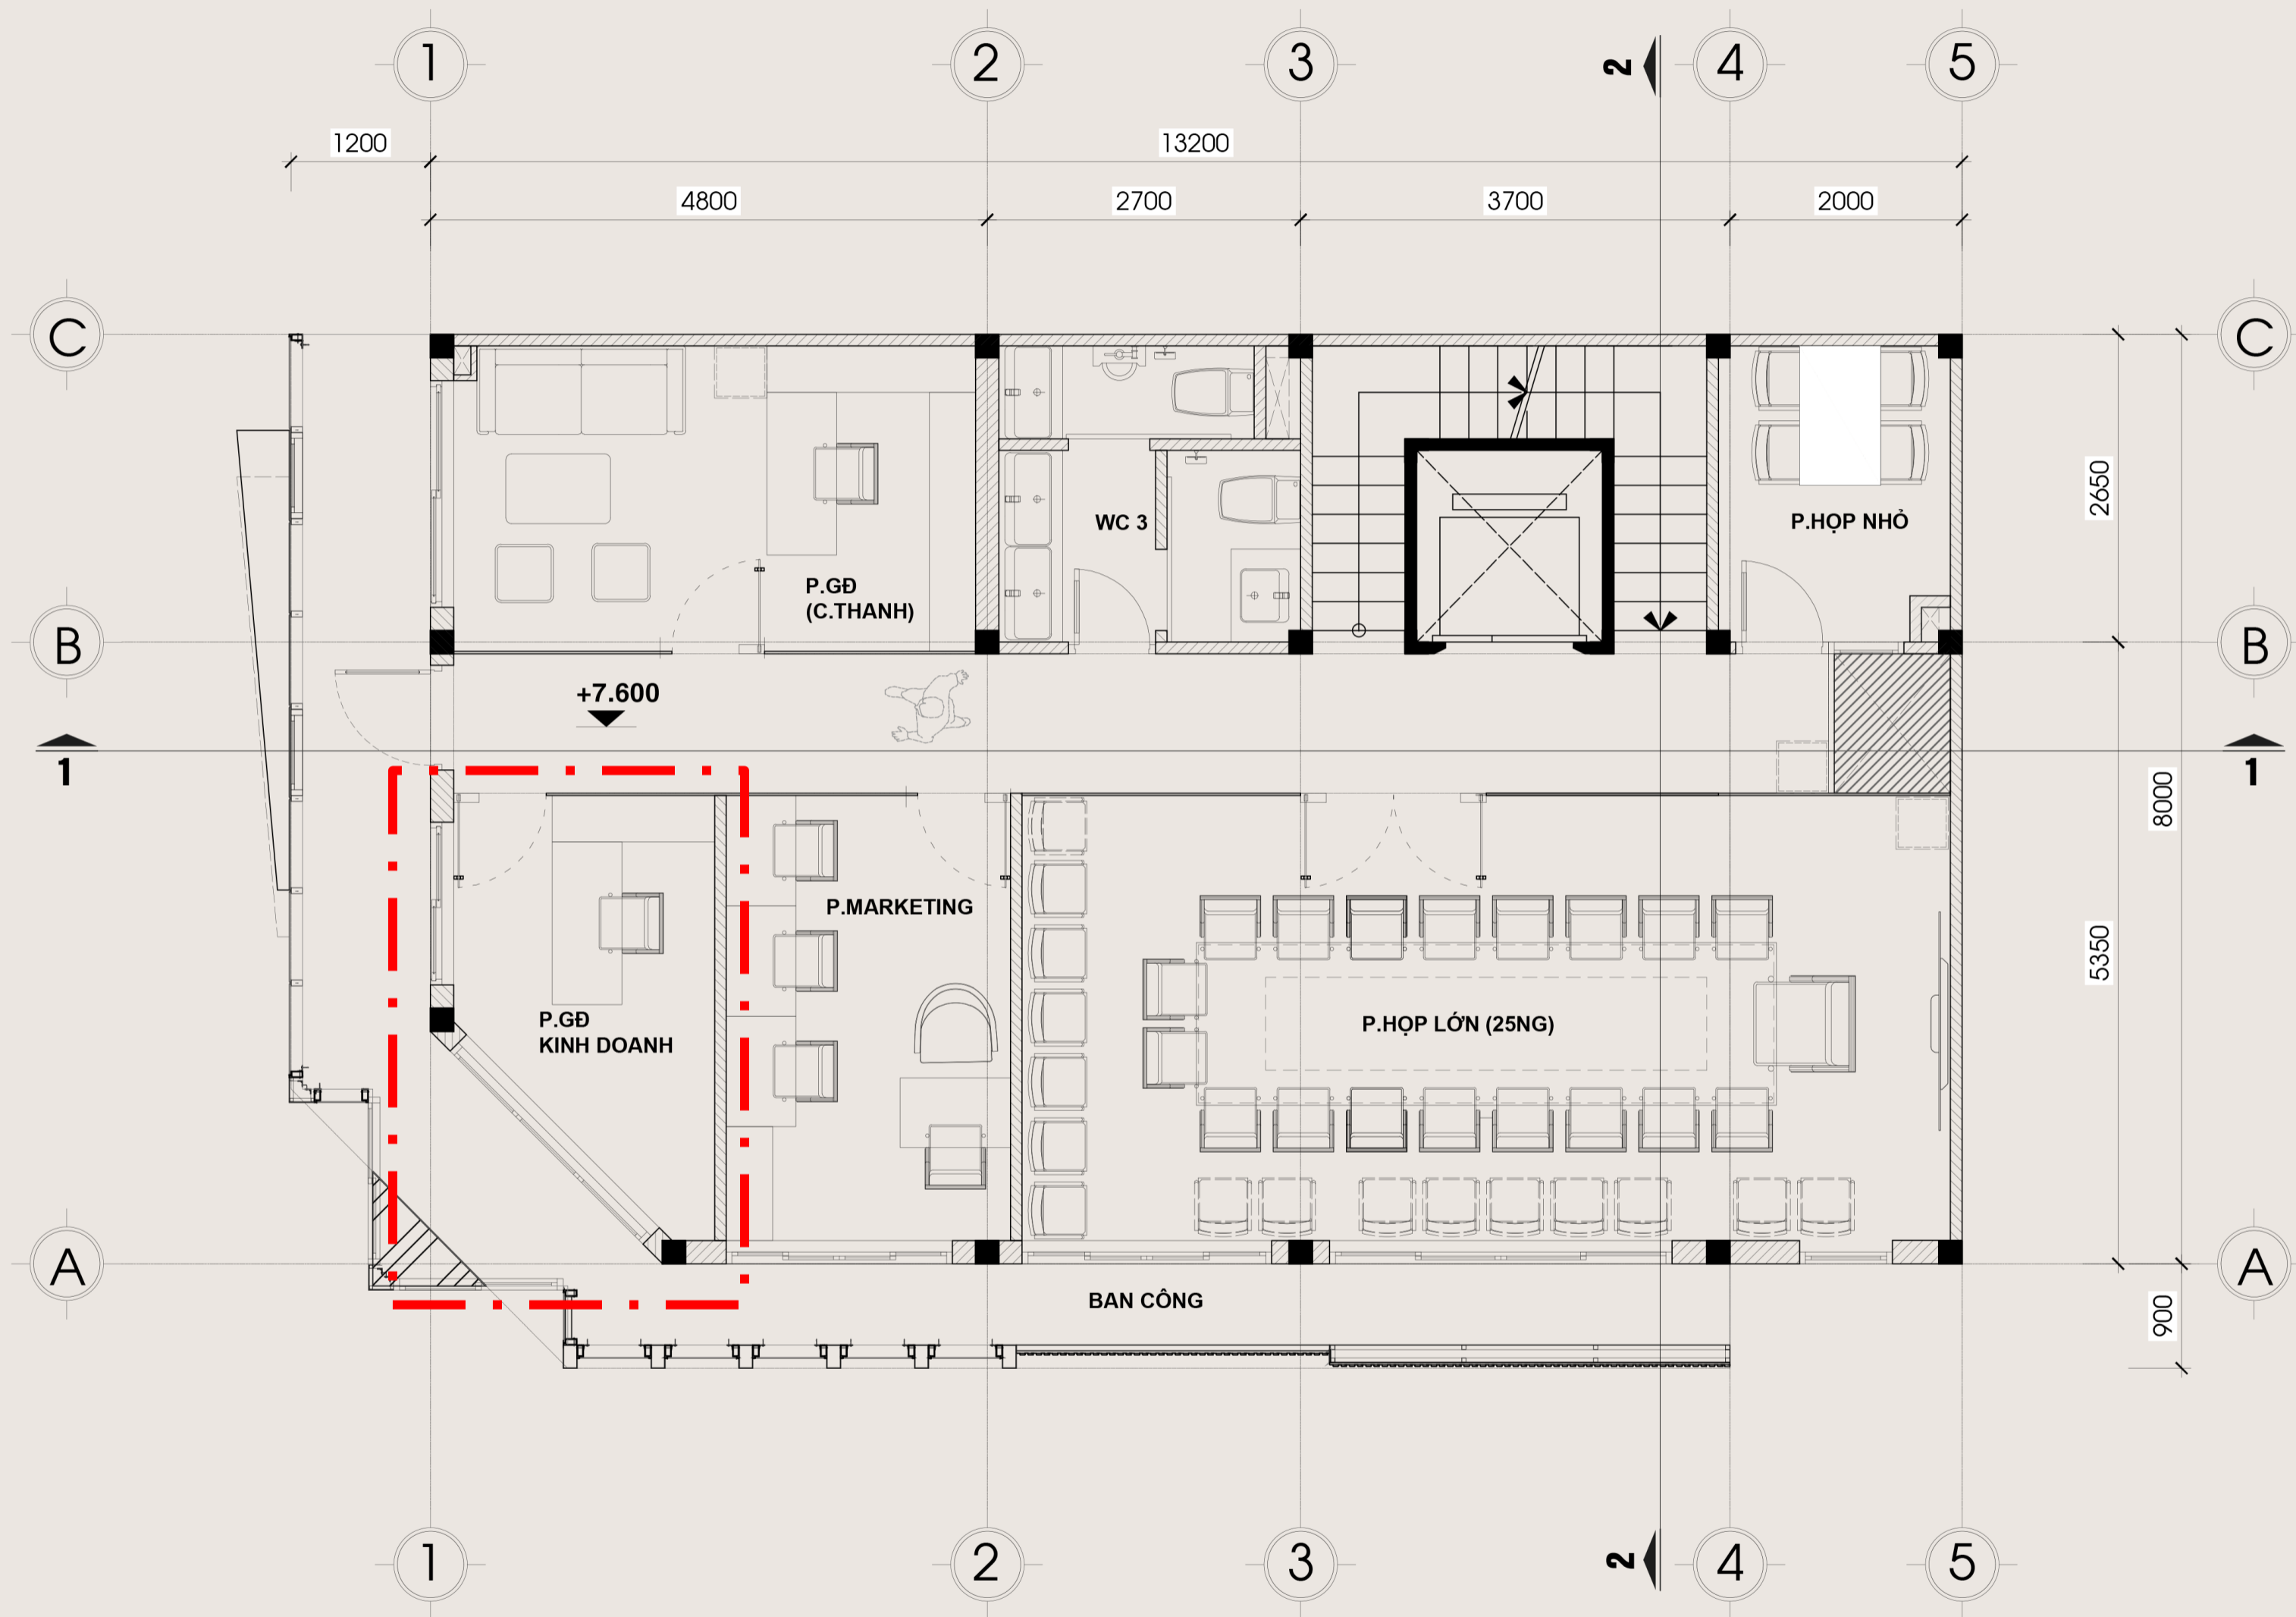 1 2 3 2 4 5
1200 13200
4800 2700 3700 2000
C C
2650
WC 3
P.HỌP NHỎ
P.GĐ
(C.THANH)
B B
+7.600
1 1
8000
P.MARKETING
5350
P.GĐ
KINH DOANH
P.HỌP LỚN (25NG)
A A
BAN CÔNG
900
1 2 3 2 4 5